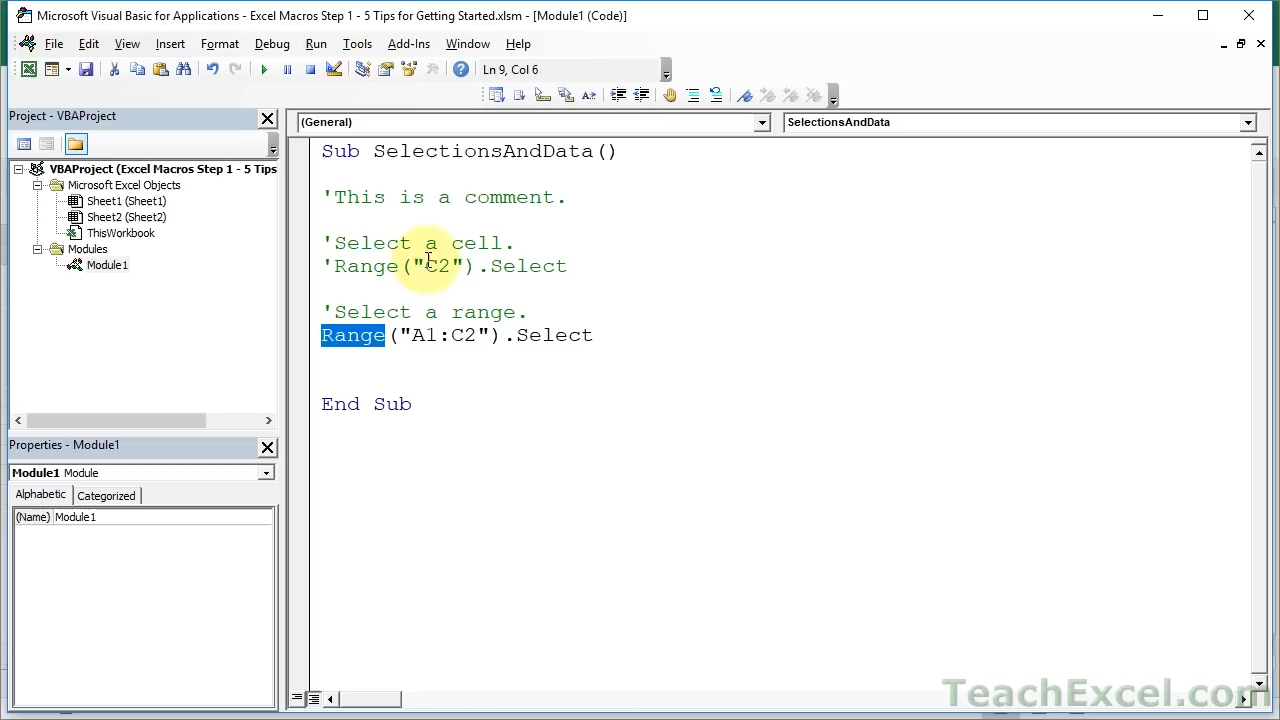 Microsoft Visual Basic for Applications - Excel Macros Step 1 - 5 Tips for Getting Started.xlsm - [Module1 (Code)]
File Edit View Insert Format Debug Run Tools Add-Ins Window Help
Ln 9, Col 6
Project - VBAProject
(General)
SelectionsAndData
VBAProject (Excel Macros Step 1 - 5 Tips
Microsoft Excel Objects
Sheet1 (Sheet1)
Sheet2 (Sheet2)
ThisWorkbook
Modules
Module1
Sub SelectionsAndData()
'This is a comment.
'Select a cell.
'Range("C2").Select
'Select a range.
Range("A1:C2").Select
End Sub
Properties - Module1
Module1 Module
Alphabetic Categorized
(Name) Module1
TeachExcel.com